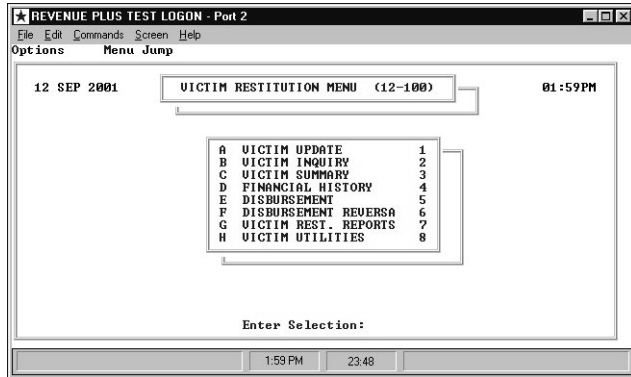 REVENUE PLUS TEST LOGON - Port 2
File Edit Commands Screen Help
Options Menu Jump
12 SEP 2001 VICTIM RESTITUTION MENU (12-100) 01:59PM
A VICTIM UPDATE 1
B VICTIM INQUIRY 2
C VICTIM SUMMARY 3
D FINANCIAL HISTORY 4
E DISBURSEMENT 5
F DISBURSEMENT REVERSA 6
G VICTIM REST. REPORTS 7
H VICTIM UTILITIES 8
Enter Selection:
1:59 PM 23:48